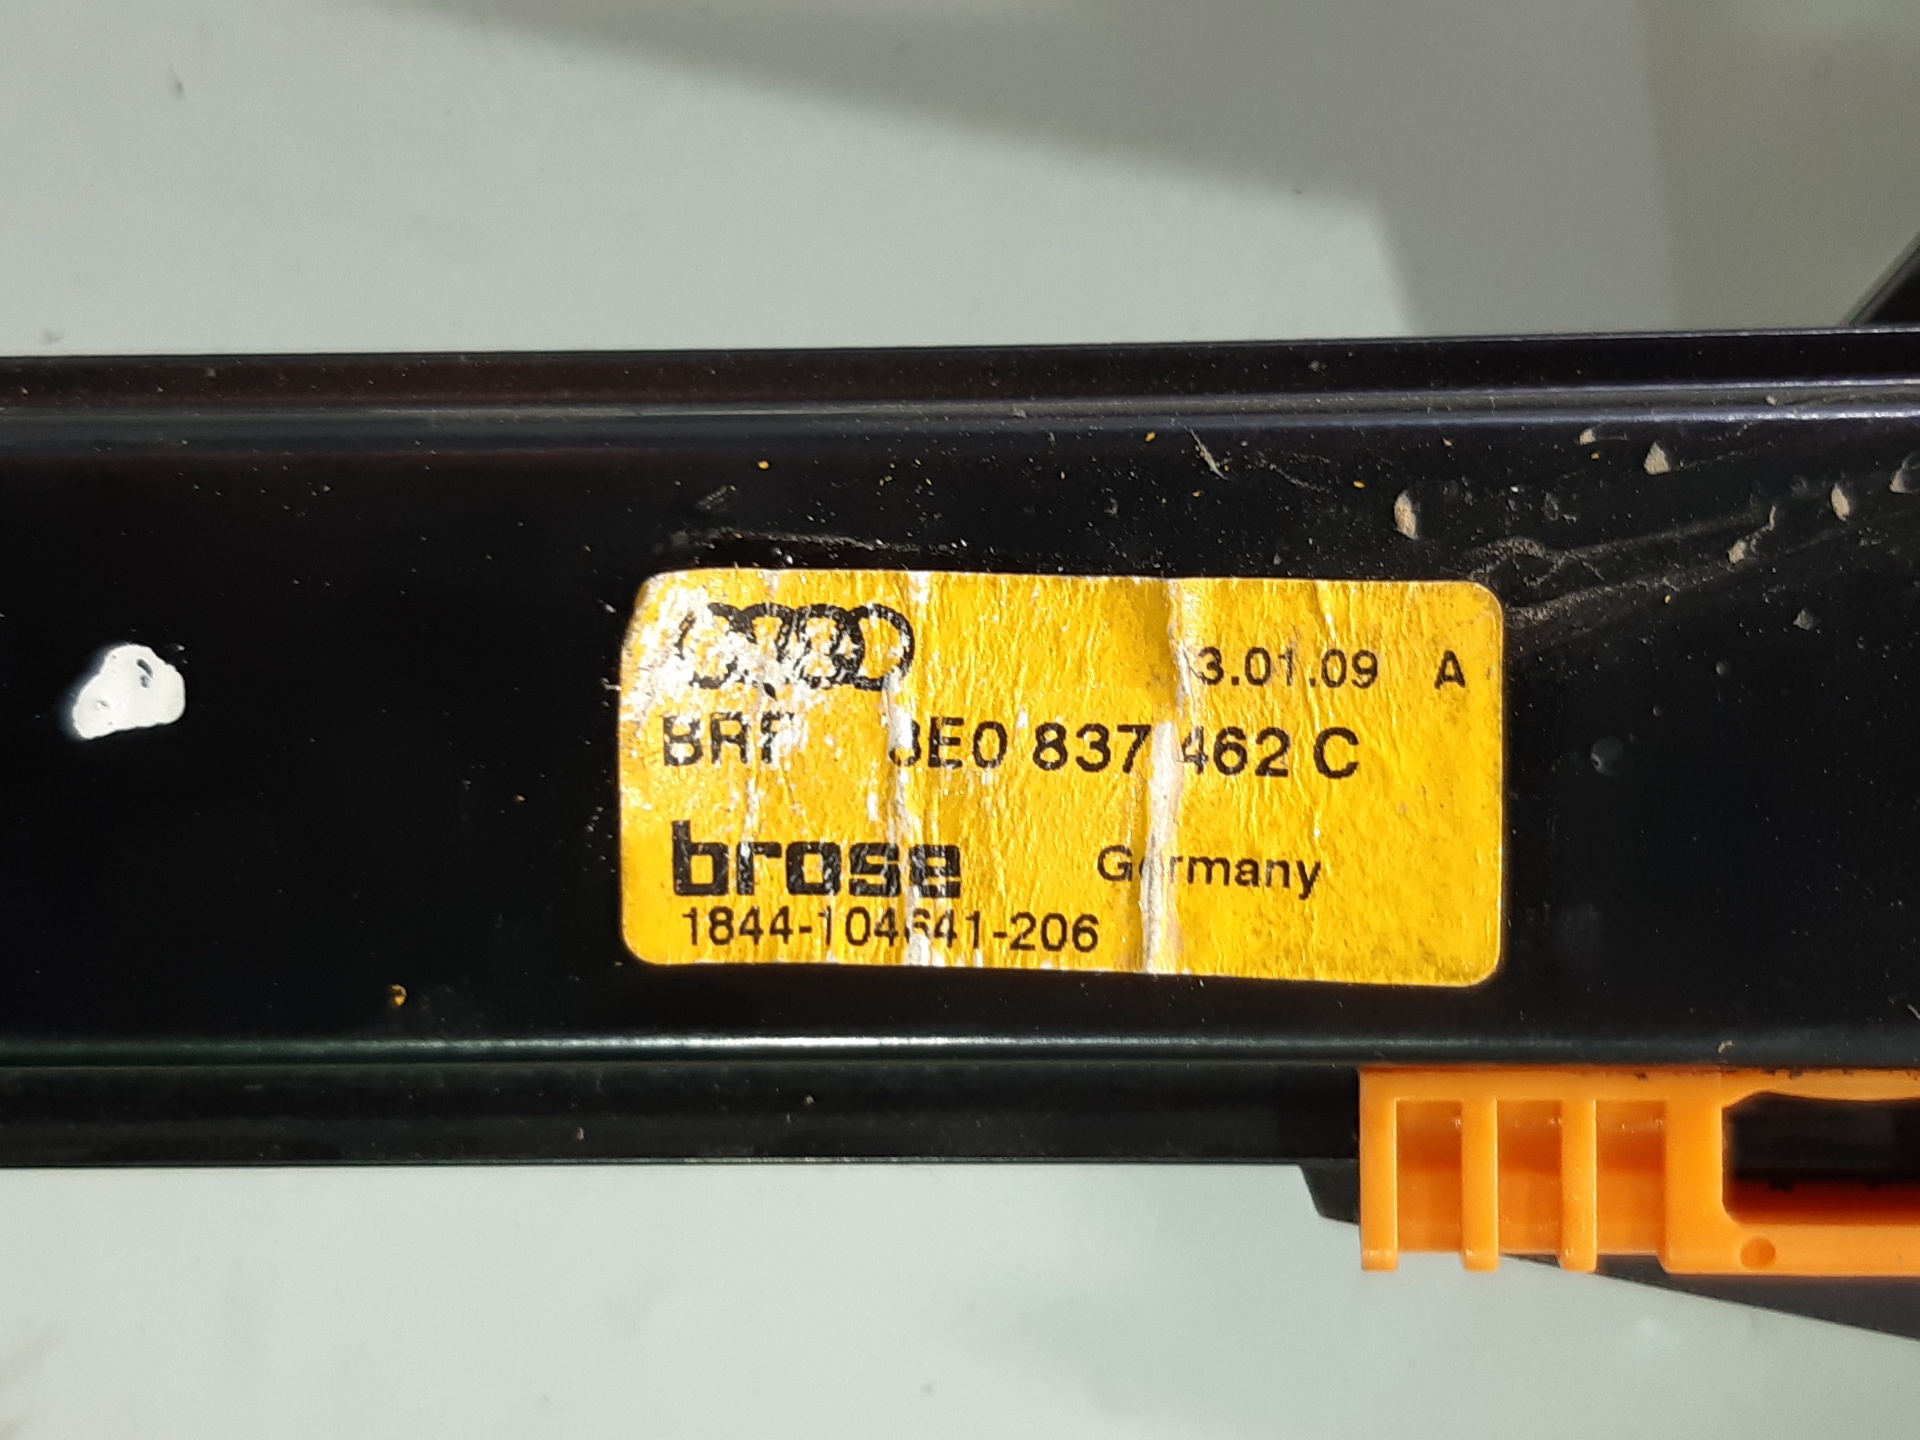 3.01.09 A
BRF 8E0 837 462 C
brose Germany
1844-104641-206